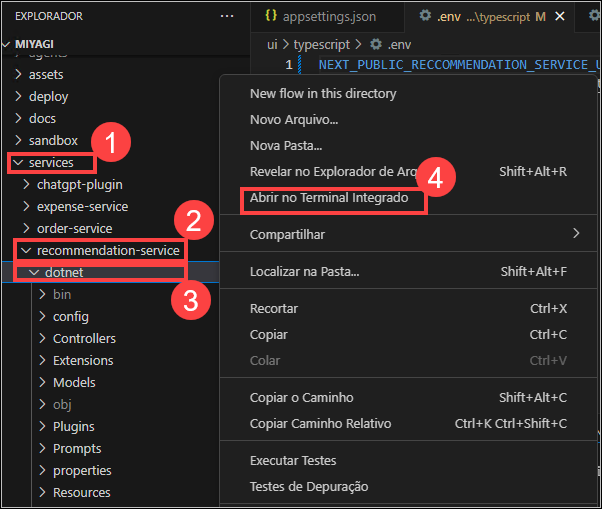 EXPLORADOR
MIYAGI
assets
deploy
docs
sandbox
1
services
chatgpt-plugin
expense-service
order-service
2
recommendation-service
dotnet
3
bin
config
Controllers
Extensions
Models
obj
Plugins
Prompts
properties
Resources
appsettings.json
.env ...\typescript M
ui > typescript > .env
1 NEXT_PUBLIC_RECCOMMENDATION_SERVICE_U
New flow in this directory
Novo Arquivo...
Nova Pasta...
Revelar no Explorador de Arq Shift+Alt+R
4
Abrir no Terminal Integrado
Compartilhar
Localizar na Pasta... Shift+Alt+F
Recortar Ctrl+X
Copiar Ctrl+C
Colar Ctrl+V
Copiar o Caminho Shift+Alt+C
Copiar Caminho Relativo Ctrl+K Ctrl+Shift+C
Executar Testes
Testes de Depuração